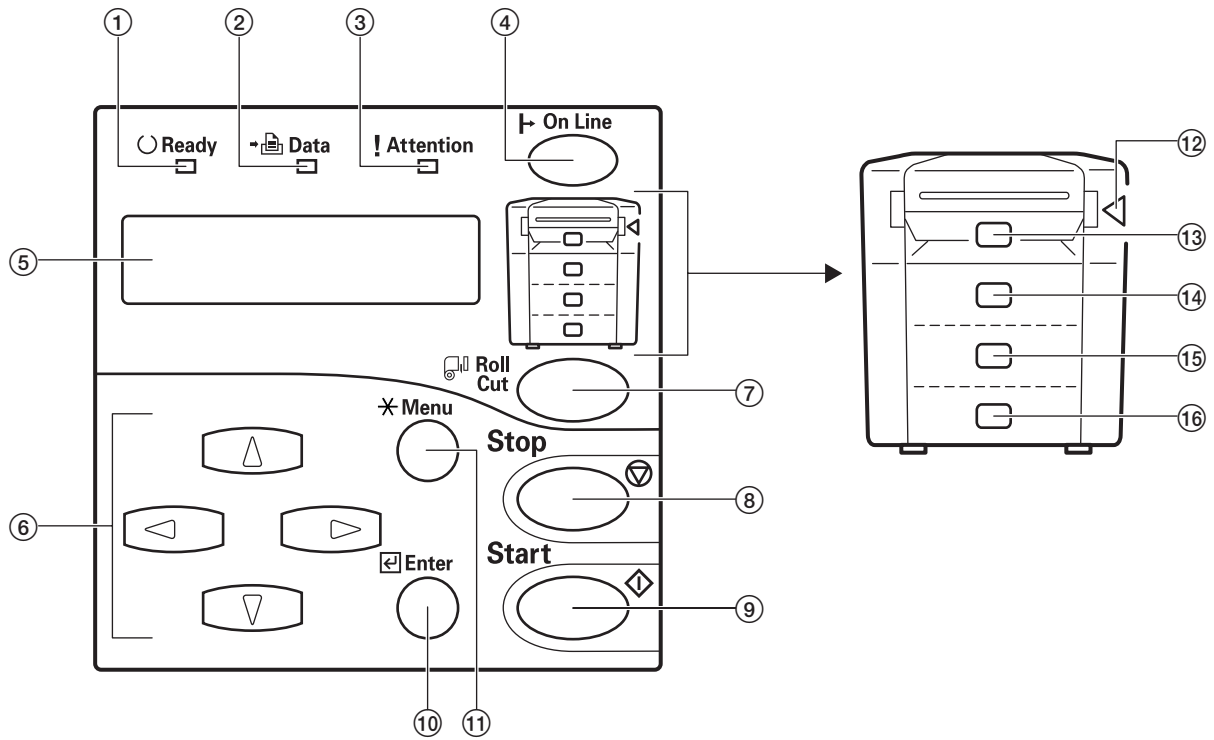 ① ② ③ ④
Ready Data ! Attention On Line
⑫
⑤ ⑬
⑭
Roll
Cut ⑮
⑦
Menu ⑯
Stop
⑥ ⑧
Start
Enter
⑨
⑩ ⑪